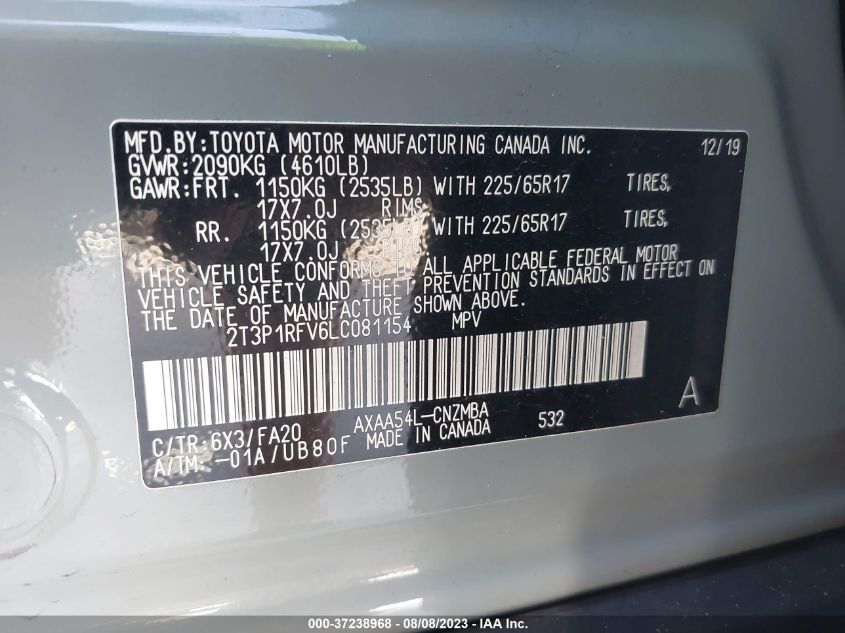 MFD.BY:TOYOTA MOTOR MANUFACTURING CANADA INC. 12/19
GVWR:2090KG (4610LB)
GAWR:FRT. 1150KG (2535LB) WITH 225/65R17 TIRES,
17X7.0J RIMS
RR. 1150KG (2535LB) WITH 225/65R17 TIRES,
17X7.0J RIMS
THIS VEHICLE CONFORMS TO ALL APPLICABLE FEDERAL MOTOR
VEHICLE SAFETY AND THEFT PREVENTION STANDARDS IN EFFECT ON
THE DATE OF MANUFACTURE SHOWN ABOVE.
2T3P1RFV6LC081154 MPV
C/TR:6X3/FA20 AXAA54L-CNZMBA 532 A
A/TM:-01A/UB80F MADE IN CANADA
000-37238968 - 08/08/2023 - IAA Inc.